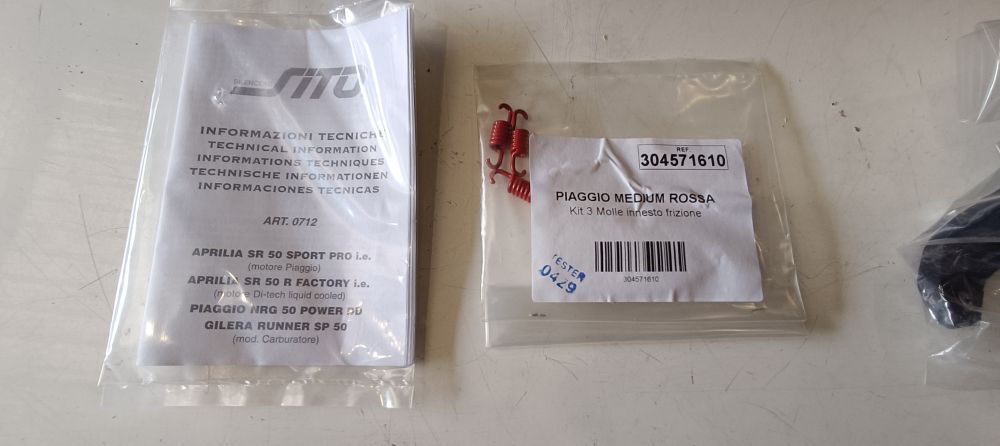 SILENCER
SITO
INFORMAZIONI TECNICHE
TECHNICAL INFORMATION
INFORMATIONS TECHNIQUES
TECHNISCHE INFORMATIONEN
INFORMACIONES TECNICAS
ART. 0712
APRILIA SR 50 SPORT PRO i.e.
(motore Piaggio)
APRILIA SR 50 R FACTORY i.e.
(motore Di-tech liquid cooled)
PIAGGIO NRG 50 POWER DD
GILERA RUNNER SP 50
(mod. Carburatore)
REF.
304571610
PIAGGIO MEDIUM ROSSA
Kit 3 Molle innesto frizione
304571610
TESTER
0429